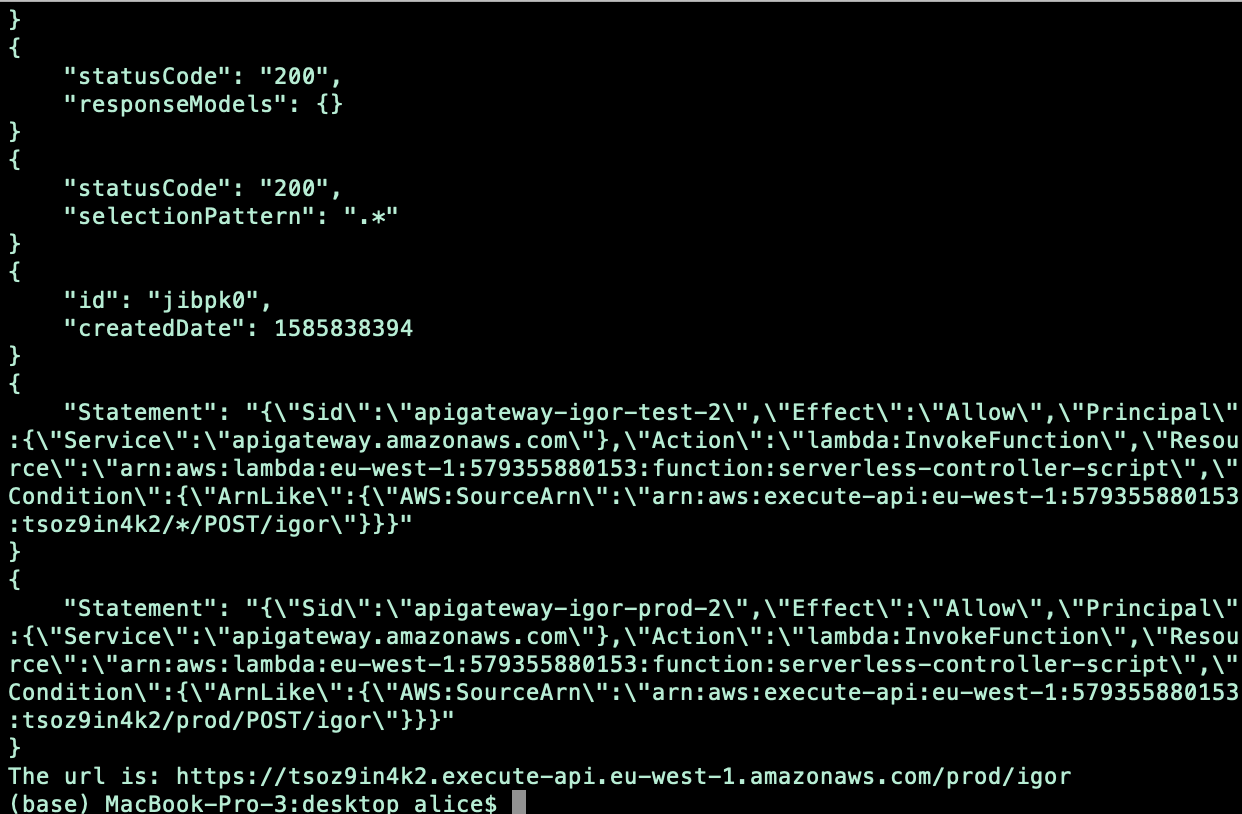 }
{
    "statusCode": "200",
    "responseModels": {}
}
{
    "statusCode": "200",
    "selectionPattern": ".*"
}
{
    "id": "jibpk0",
    "createdDate": 1585838394
}
{
    "Statement": "{\"Sid\":\"apigateway-igor-test-2\",\"Effect\":\"Allow\",\"Principal\"
:{\"Service\":\"apigateway.amazonaws.com\"},\"Action\":\"lambda:InvokeFunction\",\"Resou
rce\":\"arn:aws:lambda:eu-west-1:579355880153:function:serverless-controller-script\",\"
Condition\":{\"ArnLike\":{\"AWS:SourceArn\":\"arn:aws:execute-api:eu-west-1:579355880153
:tsoz9in4k2/*/POST/igor\"}}}"
}
{
    "Statement": "{\"Sid\":\"apigateway-igor-prod-2\",\"Effect\":\"Allow\",\"Principal\"
:{\"Service\":\"apigateway.amazonaws.com\"},\"Action\":\"lambda:InvokeFunction\",\"Resou
rce\":\"arn:aws:lambda:eu-west-1:579355880153:function:serverless-controller-script\",\"
Condition\":{\"ArnLike\":{\"AWS:SourceArn\":\"arn:aws:execute-api:eu-west-1:579355880153
:tsoz9in4k2/prod/POST/igor\"}}}"
}
The url is: https://tsoz9in4k2.execute-api.eu-west-1.amazonaws.com/prod/igor
(base) MacBook-Pro-3:desktop alice$